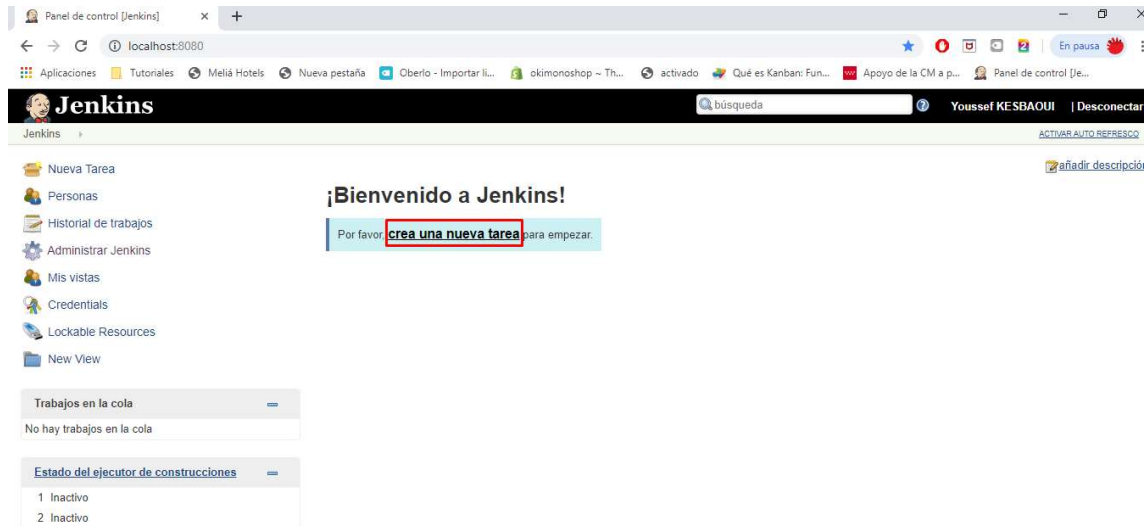 Panel de control [Jenkins]
localhost:8080
En pausa
Aplicaciones Tutoriales Meliá Hotels Nueva pestaña Oberlo - Importar li... okimonoshop ~ Th... activado Qué es Kanban: Fun... Apoyo de la CM a p... Panel de control [Je...
Jenkins
búsqueda
Youssef KESBAOUI | Desconectar
Jenkins
ACTIVAR AUTO REFRESCO
Nueva Tarea
añadir descripción
Personas
Historial de trabajos
Administrar Jenkins
Mis vistas
Credentials
Lockable Resources
New View
¡Bienvenido a Jenkins!
Por favor, crea una nueva tarea para empezar.
Trabajos en la cola
No hay trabajos en la cola
Estado del ejecutor de construcciones
1 Inactivo
2 Inactivo